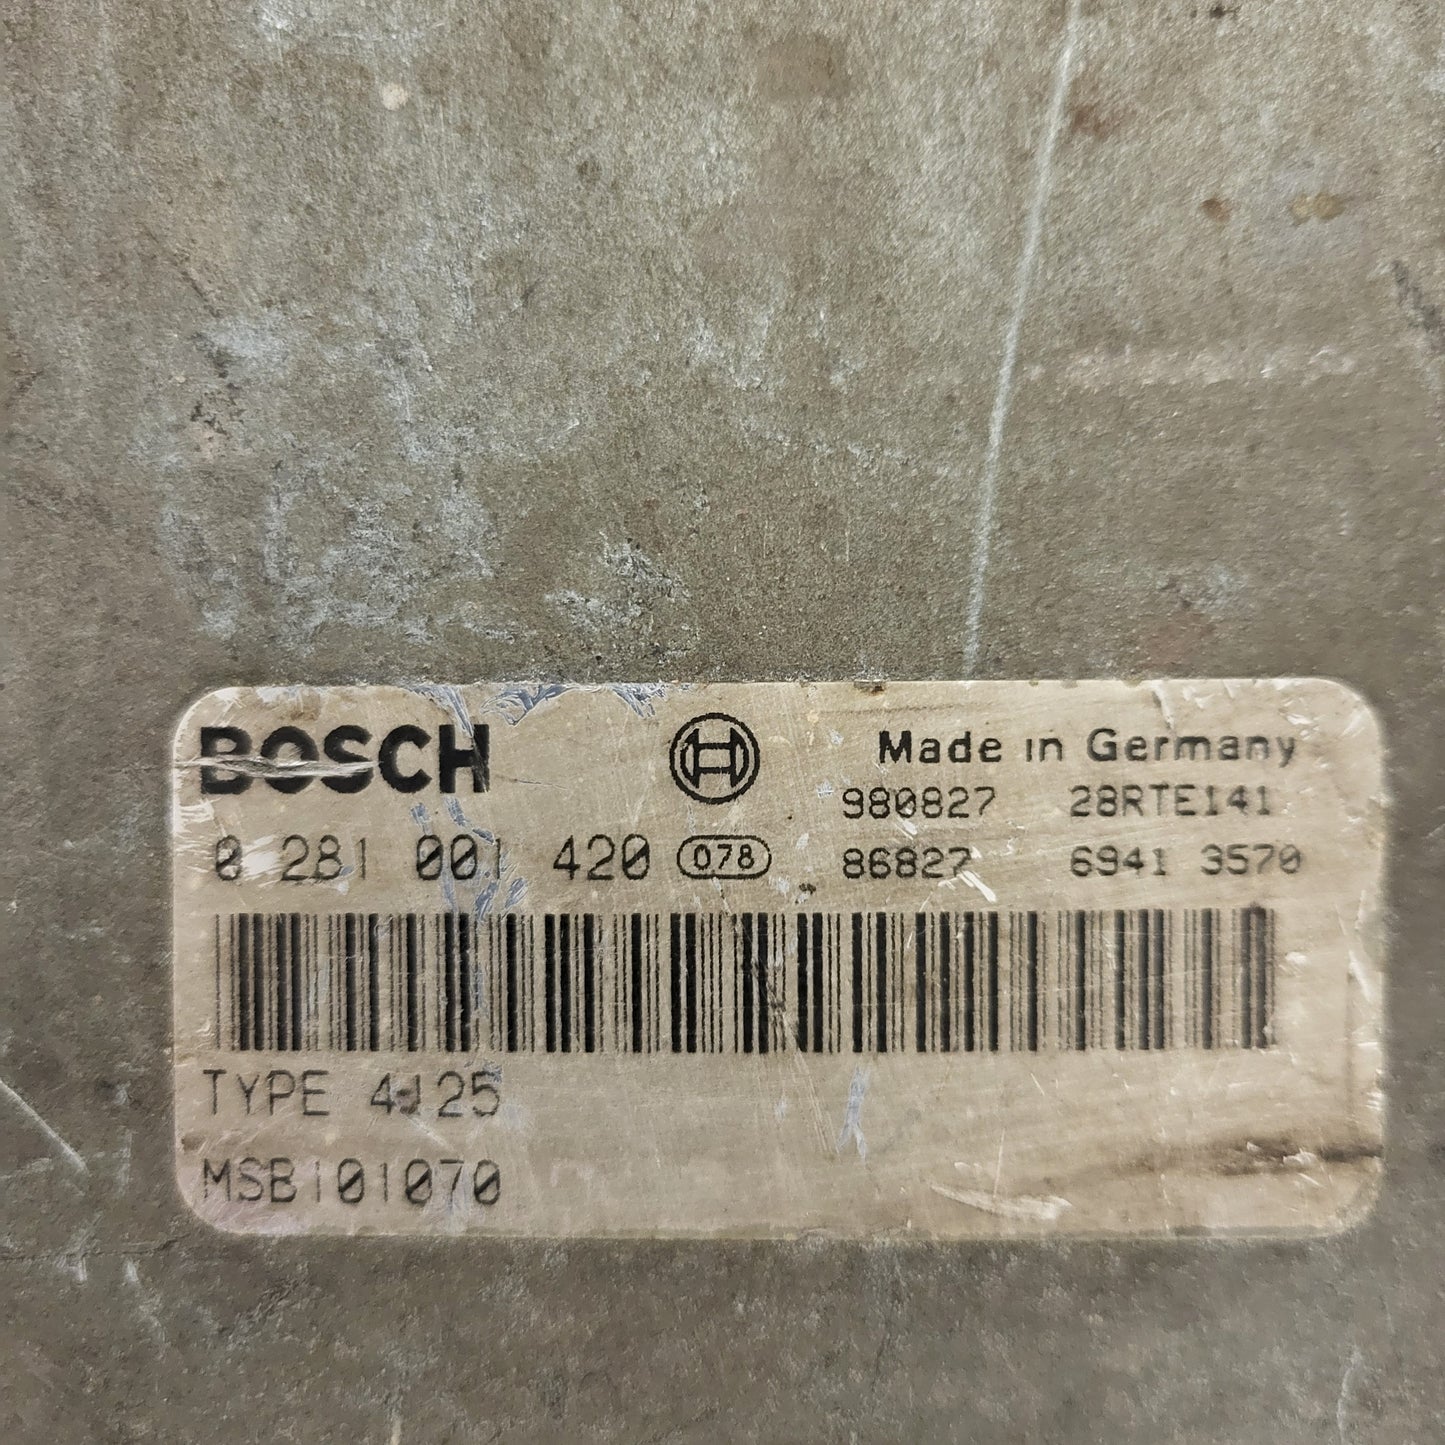 BOSCH
Made in Germany
980827 28RTE141
0 281 001 420 078 86827 6941 3570
TYPE 4J25
MSB101070